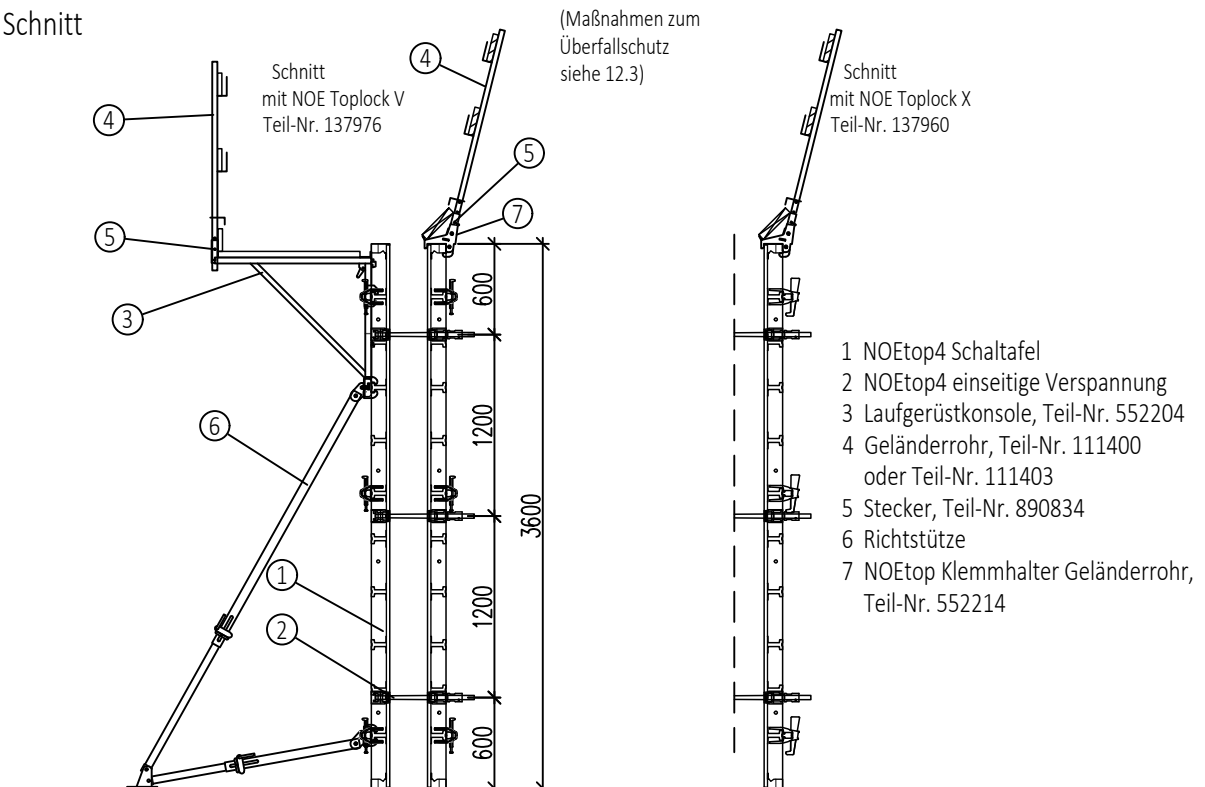 Schnitt
(Maßnahmen zum
Überfallschutz
siehe 12.3)
Schnitt
mit NOE Toplock V
Teil-Nr. 137976
Schnitt
mit NOE Toplock X
Teil-Nr. 137960
4
4
5
7
5
3
6
1
2
600
1200
1200
600
3600
1 NOEtop4 Schaltafel
2 NOEtop4 einseitige Verspannung
3 Laufgerüstkonsole, Teil-Nr. 552204
4 Geländerrohr, Teil-Nr. 111400
oder Teil-Nr. 111403
5 Stecker, Teil-Nr. 890834
6 Richtstütze
7 NOEtop Klemmhalter Geländerrohr,
Teil-Nr. 552214